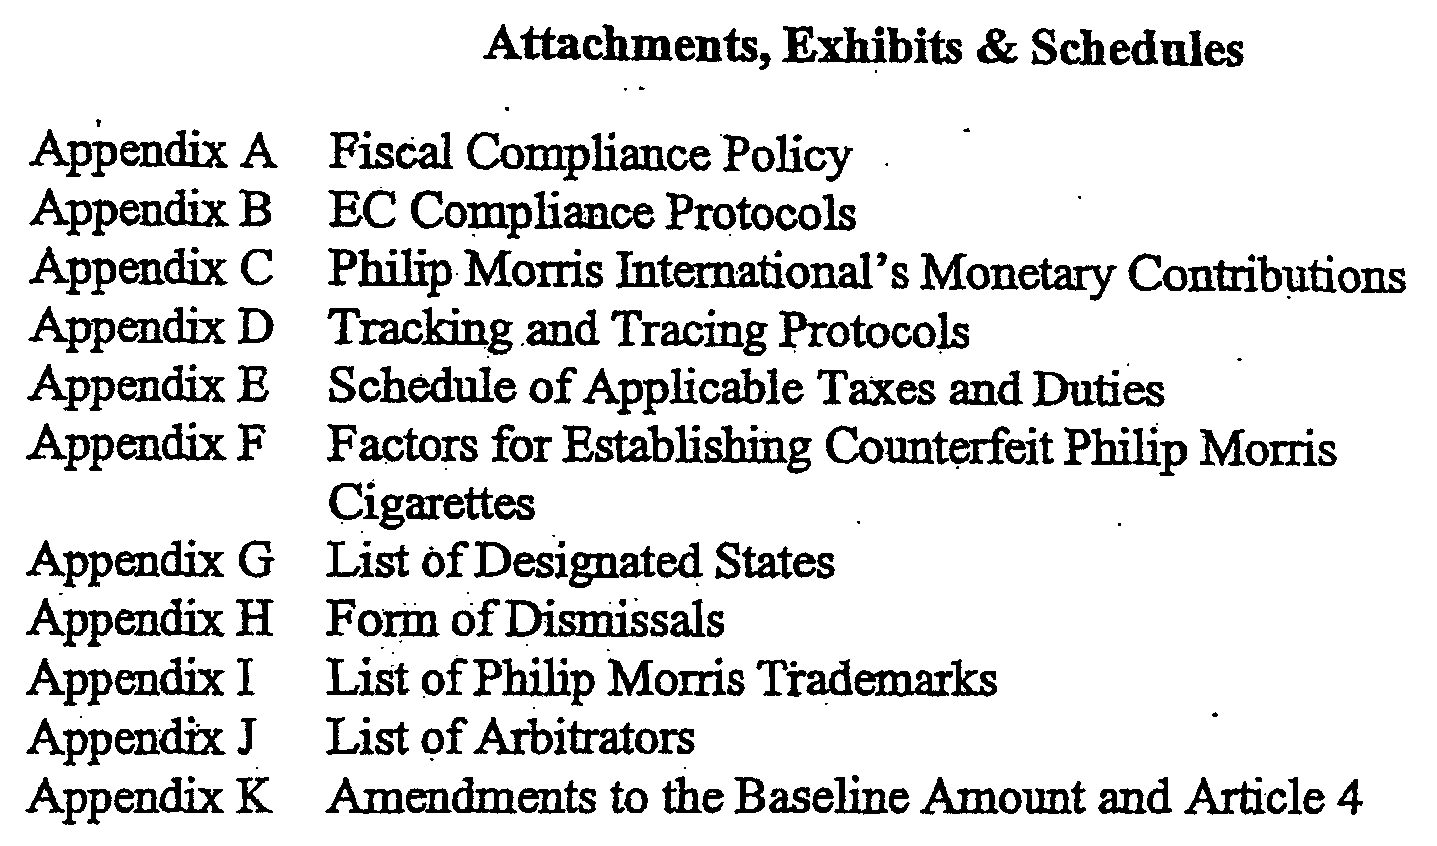 Attachments, Exhibits & Schedules
Appendix A Fiscal Compliance Policy
Appendix B EC Compliance Protocols
Appendix C Philip Morris International's Monetary Contributions
Appendix D Tracking and Tracing Protocols
Appendix E Schedule of Applicable Taxes and Duties
Appendix F Factors for Establishing Counterfeit Philip Morris
Cigarettes
Appendix G List of Designated States
Appendix H Form of Dismissals
Appendix I List of Philip Morris Trademarks
Appendix J List of Arbitrators
Appendix K Amendments to the Baseline Amount and Article 4